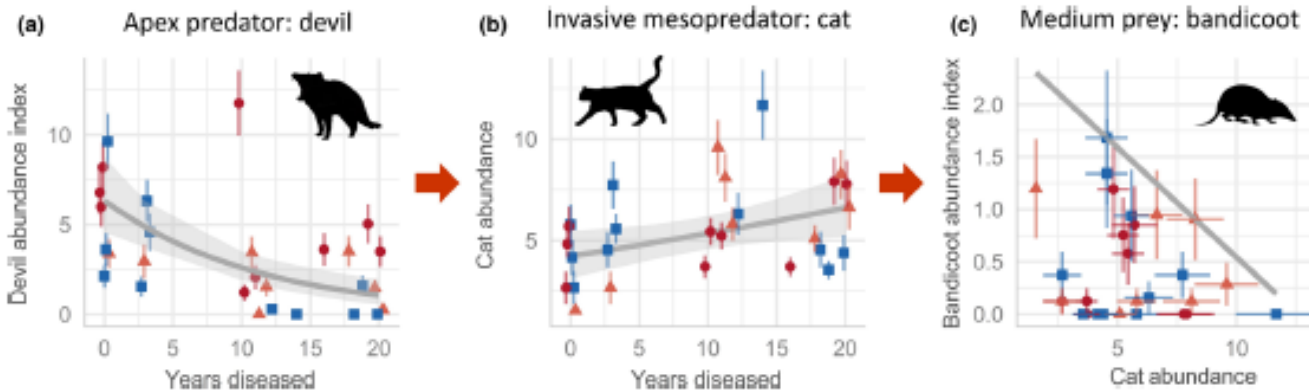 (a) Apex predator: devil
Devil abundance index
10
5
0
0 5 10 15 20
Years diseased
(b) Invasive mesopredator: cat
Cat abundance
10
5
0 5 10 15 20
Years diseased
(c) Medium prey: bandicoot
Bandicoot abundance index
2.0
1.5
1.0
0.5
0.0
5 10
Cat abundance